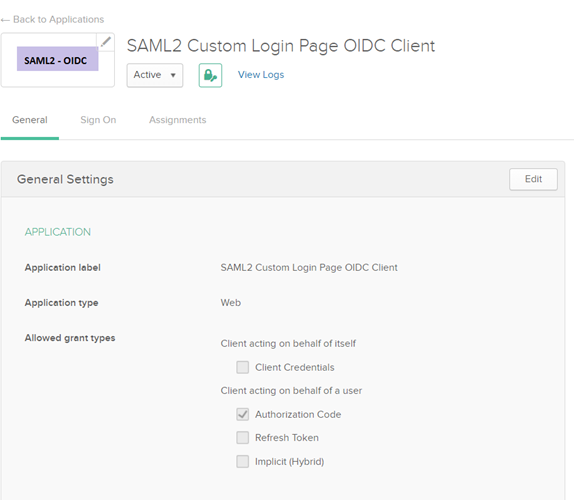 ← Back to Applications
SAML2 - OIDC
SAML2 Custom Login Page OIDC Client
Active
View Logs
General Sign On Assignments
General Settings
Edit
APPLICATION
Application label SAML2 Custom Login Page OIDC Client
Application type Web
Allowed grant types
Client acting on behalf of itself
Client Credentials
Client acting on behalf of a user
Authorization Code
Refresh Token
Implicit (Hybrid)